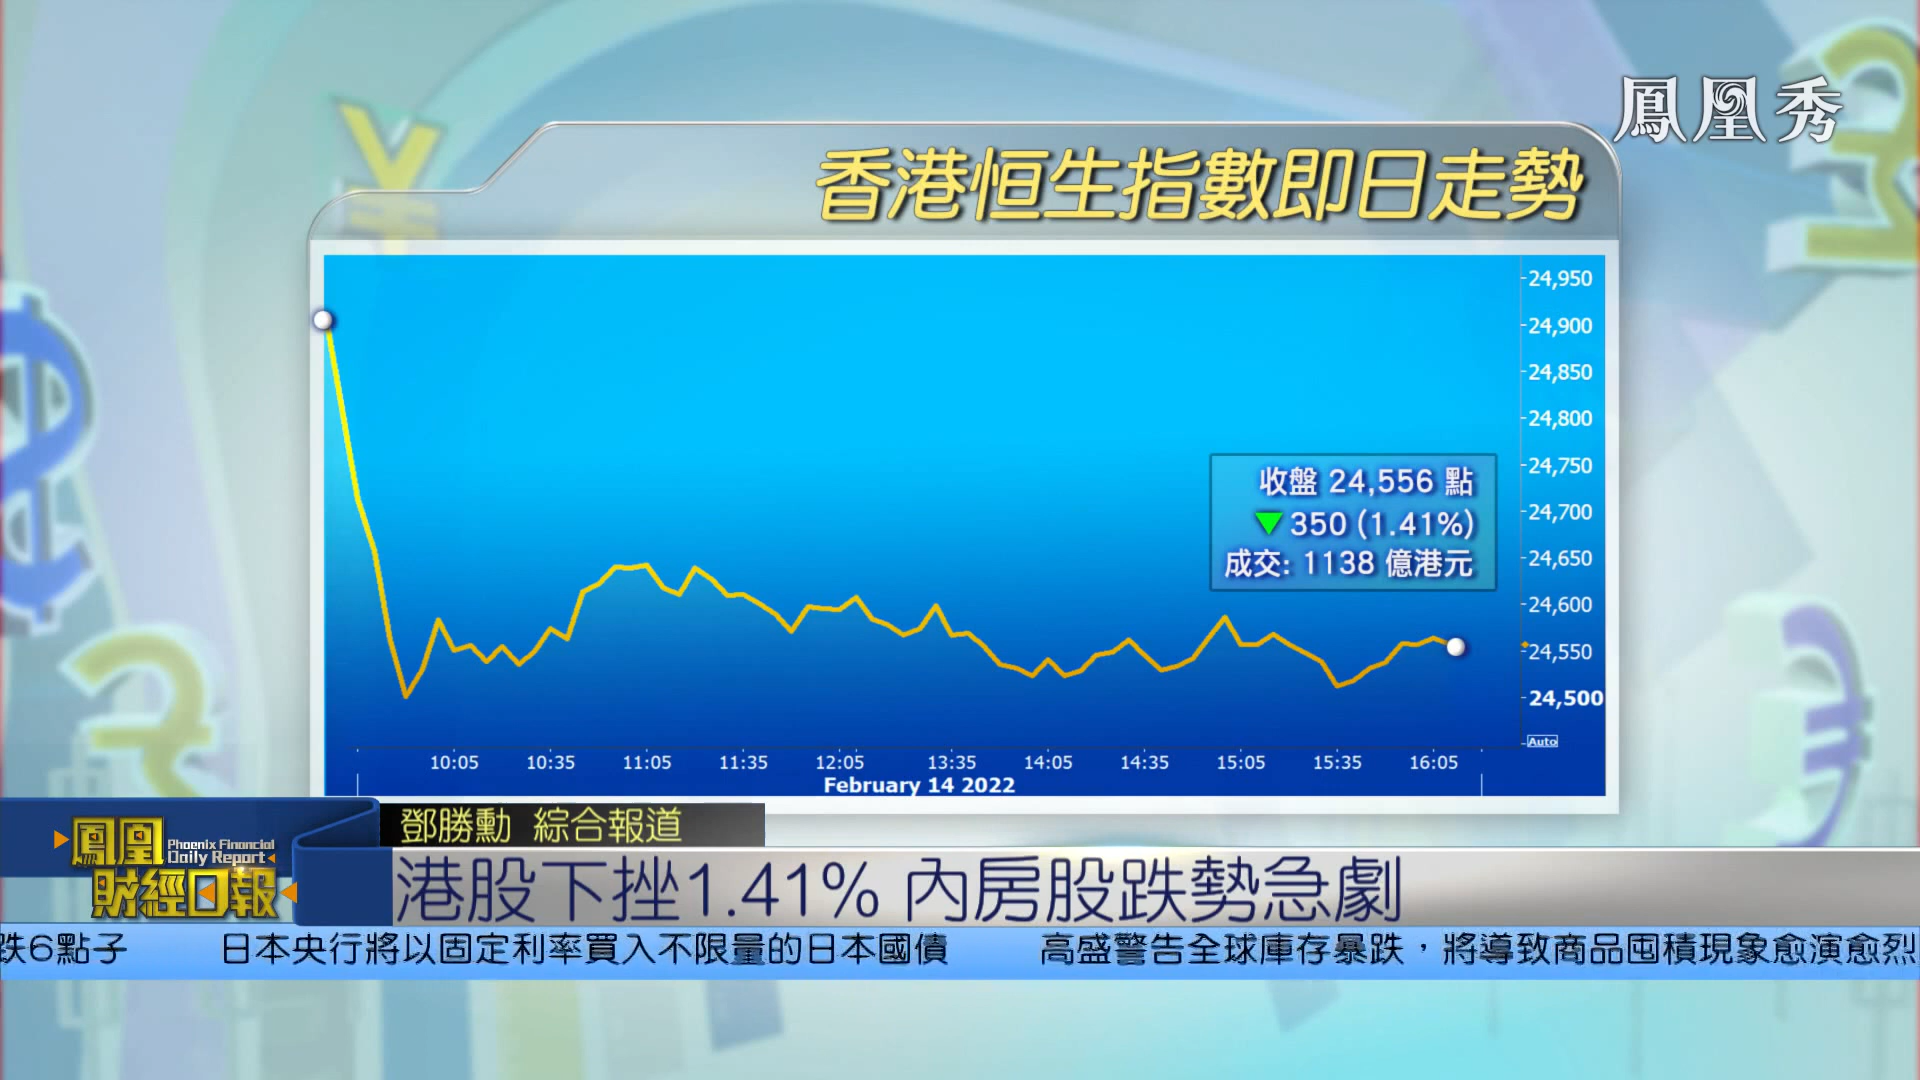 鳳凰秀
香港恒生指數即日走勢
24,950
24,900
24,850
24,800
24,750
24,700
24,650
24,600
24,550
24,500
Auto
收盤 24,556 點
▼350 (1.41%)
成交: 1138 億港元
10:05 10:35 11:05 11:35 12:05 13:35 14:05 14:35 15:05 15:35 16:05
February 14 2022
鄧勝勳 綜合報道
鳳凰 Phoenix Financial Daily Report
財經日報
港股下挫1.41% 內房股跌勢急劇
跌6點子 日本央行將以固定利率買入不限量的日本國債 高盛警告全球庫存暴跌，將導致商品囤積現象愈演愈烈